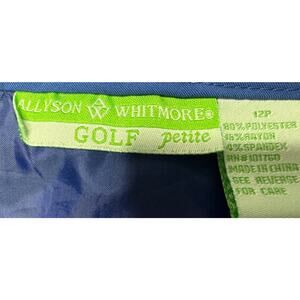 ALLYSON AW WHITMORE®
GOLF petite
12P
80% POLYESTER
16% RAYON
4% SPANDEX
RN#101760
MADE IN CHINA
SEE REVERSE
FOR CARE